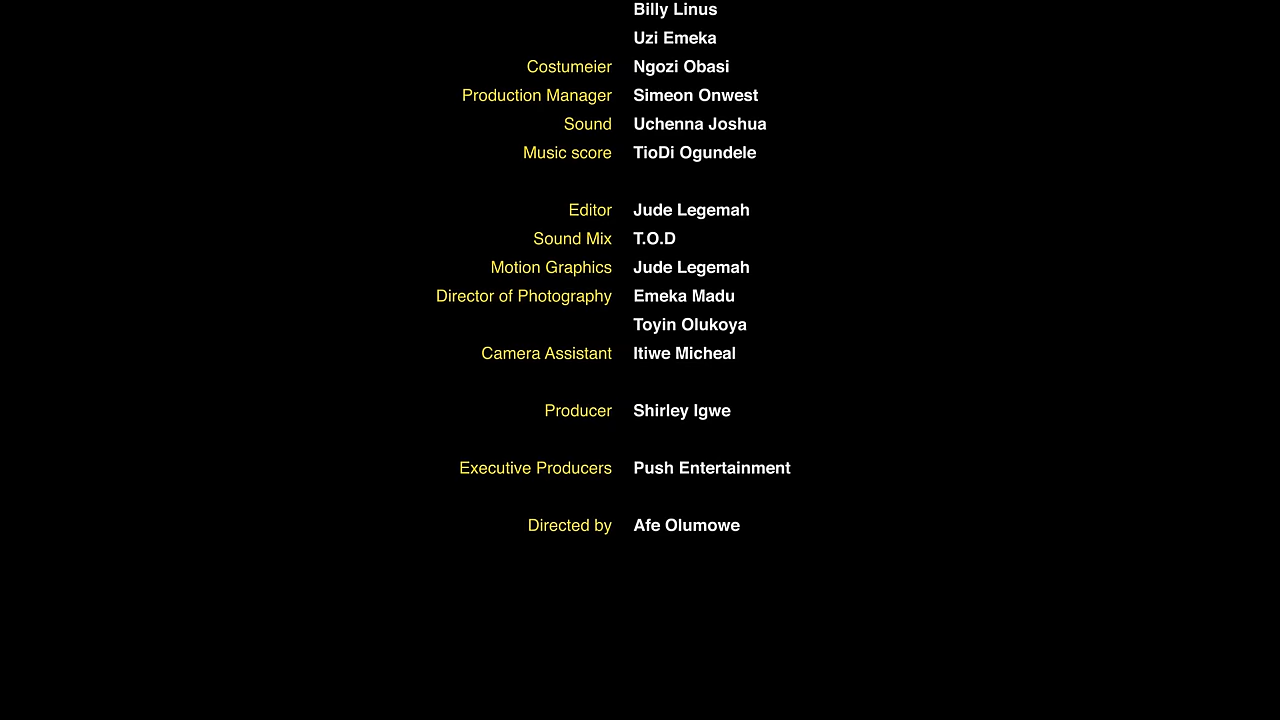 Billy Linus
Uzi Emeka
Costumeier Ngozi Obasi
Production Manager Simeon Onwest
Sound Uchenna Joshua
Music score TioDi Ogundele
Editor Jude Legemah
Sound Mix T.O.D
Motion Graphics Jude Legemah
Director of Photography Emeka Madu
Toyin Olukoya
Camera Assistant Itiwe Micheal
Producer Shirley Igwe
Executive Producers Push Entertainment
Directed by Afe Olumowe